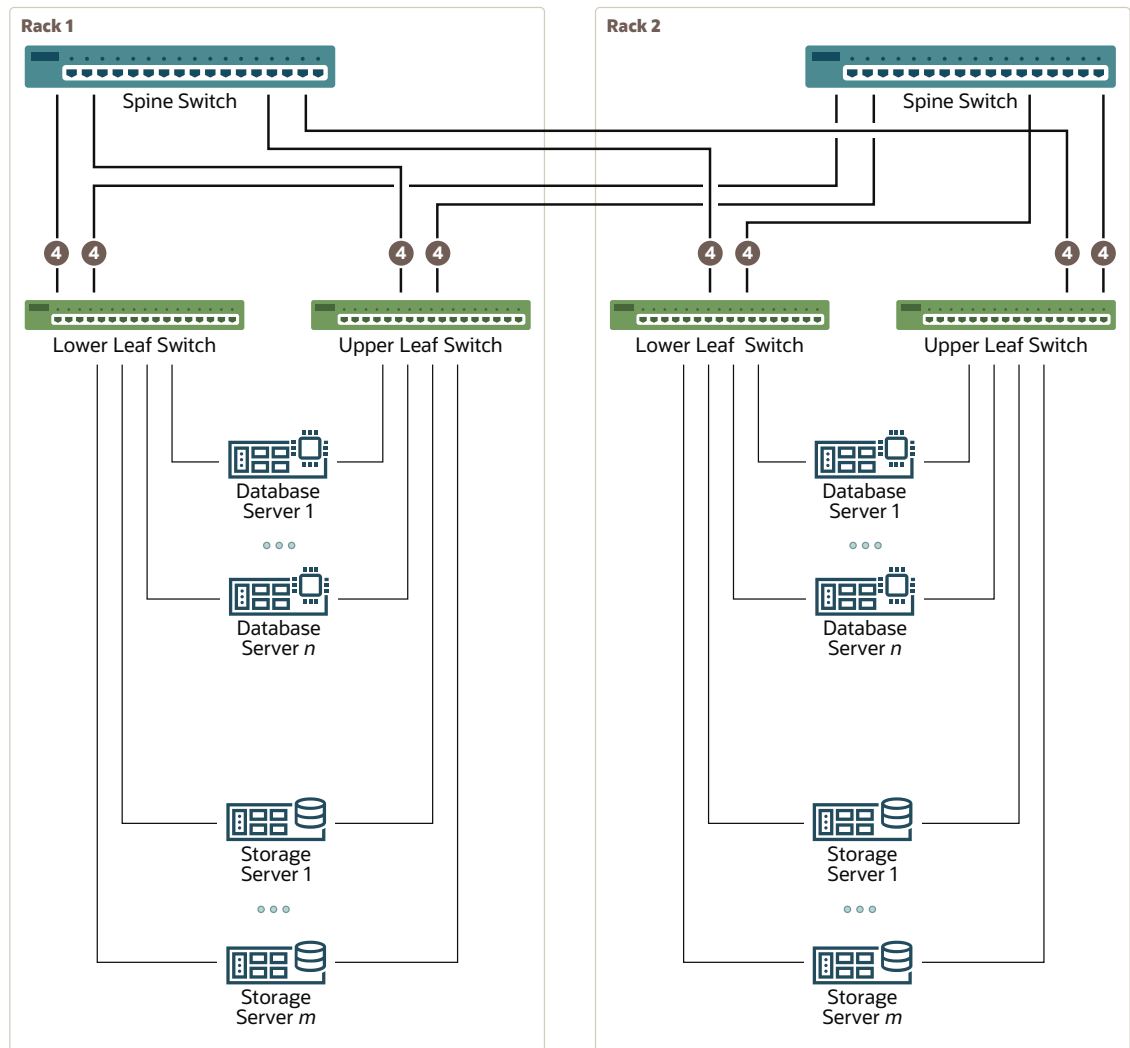 Rack 1
Spine Switch
4
4
4
4
Lower Leaf Switch
Upper Leaf Switch
Database
Server 1
Database
Server n
Storage
Server 1
Storage
Server m
Rack 2
Spine Switch
4
4
4
4
Lower Leaf Switch
Upper Leaf Switch
Database
Server 1
Database
Server n
Storage
Server 1
Storage
Server m